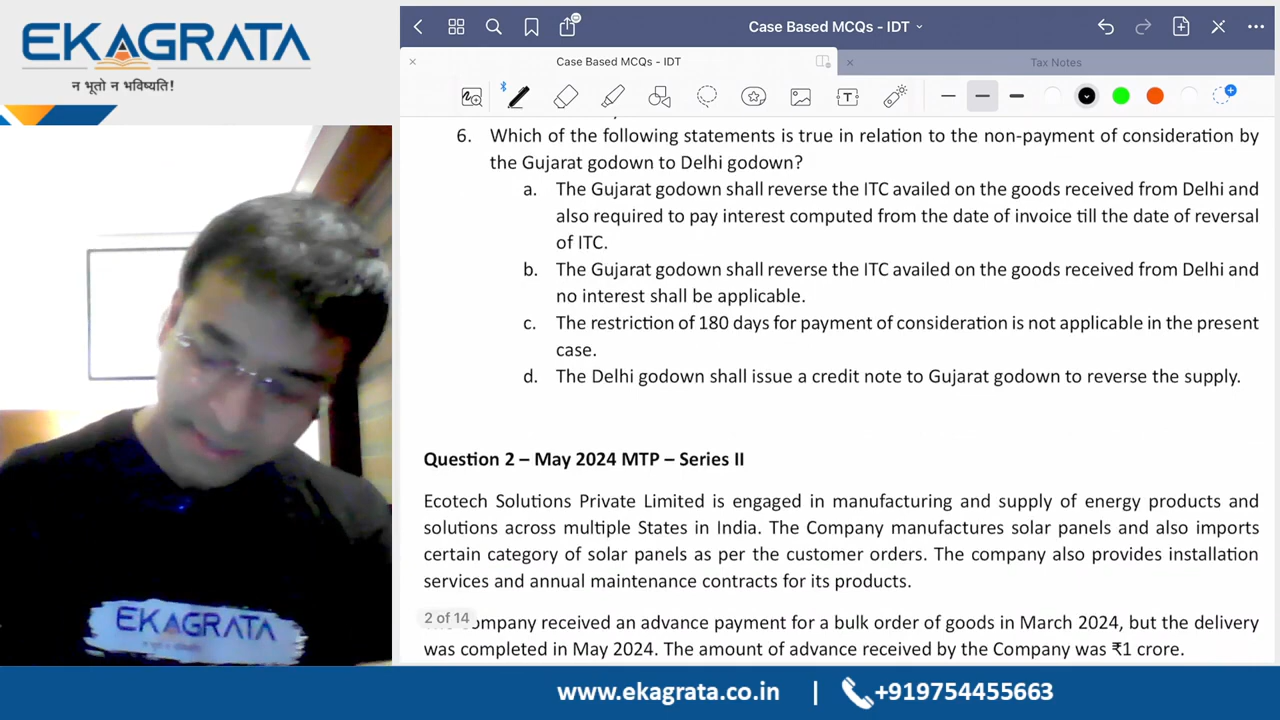 EKAGRATA
न भूतो न भविष्यति!
Case Based MCQs - IDT
Case Based MCQs - IDT
Tax Notes
6. Which of the following statements is true in relation to the non-payment of consideration by
the Gujarat godown to Delhi godown?
a. The Gujarat godown shall reverse the ITC availed on the goods received from Delhi and
also required to pay interest computed from the date of invoice till the date of reversal
of ITC.
b. The Gujarat godown shall reverse the ITC availed on the goods received from Delhi and
no interest shall be applicable.
c. The restriction of 180 days for payment of consideration is not applicable in the present
case.
d. The Delhi godown shall issue a credit note to Gujarat godown to reverse the supply.
Question 2 – May 2024 MTP – Series II
Ecotech Solutions Private Limited is engaged in manufacturing and supply of energy products and
solutions across multiple States in India. The Company manufactures solar panels and also imports
certain category of solar panels as per the customer orders. The company also provides installation
services and annual maintenance contracts for its products.
2 of 14
ompany received an advance payment for a bulk order of goods in March 2024, but the delivery
was completed in May 2024. The amount of advance received by the Company was ₹1 crore.
EKAGRATA
www.ekagrata.co.in | +919754455663